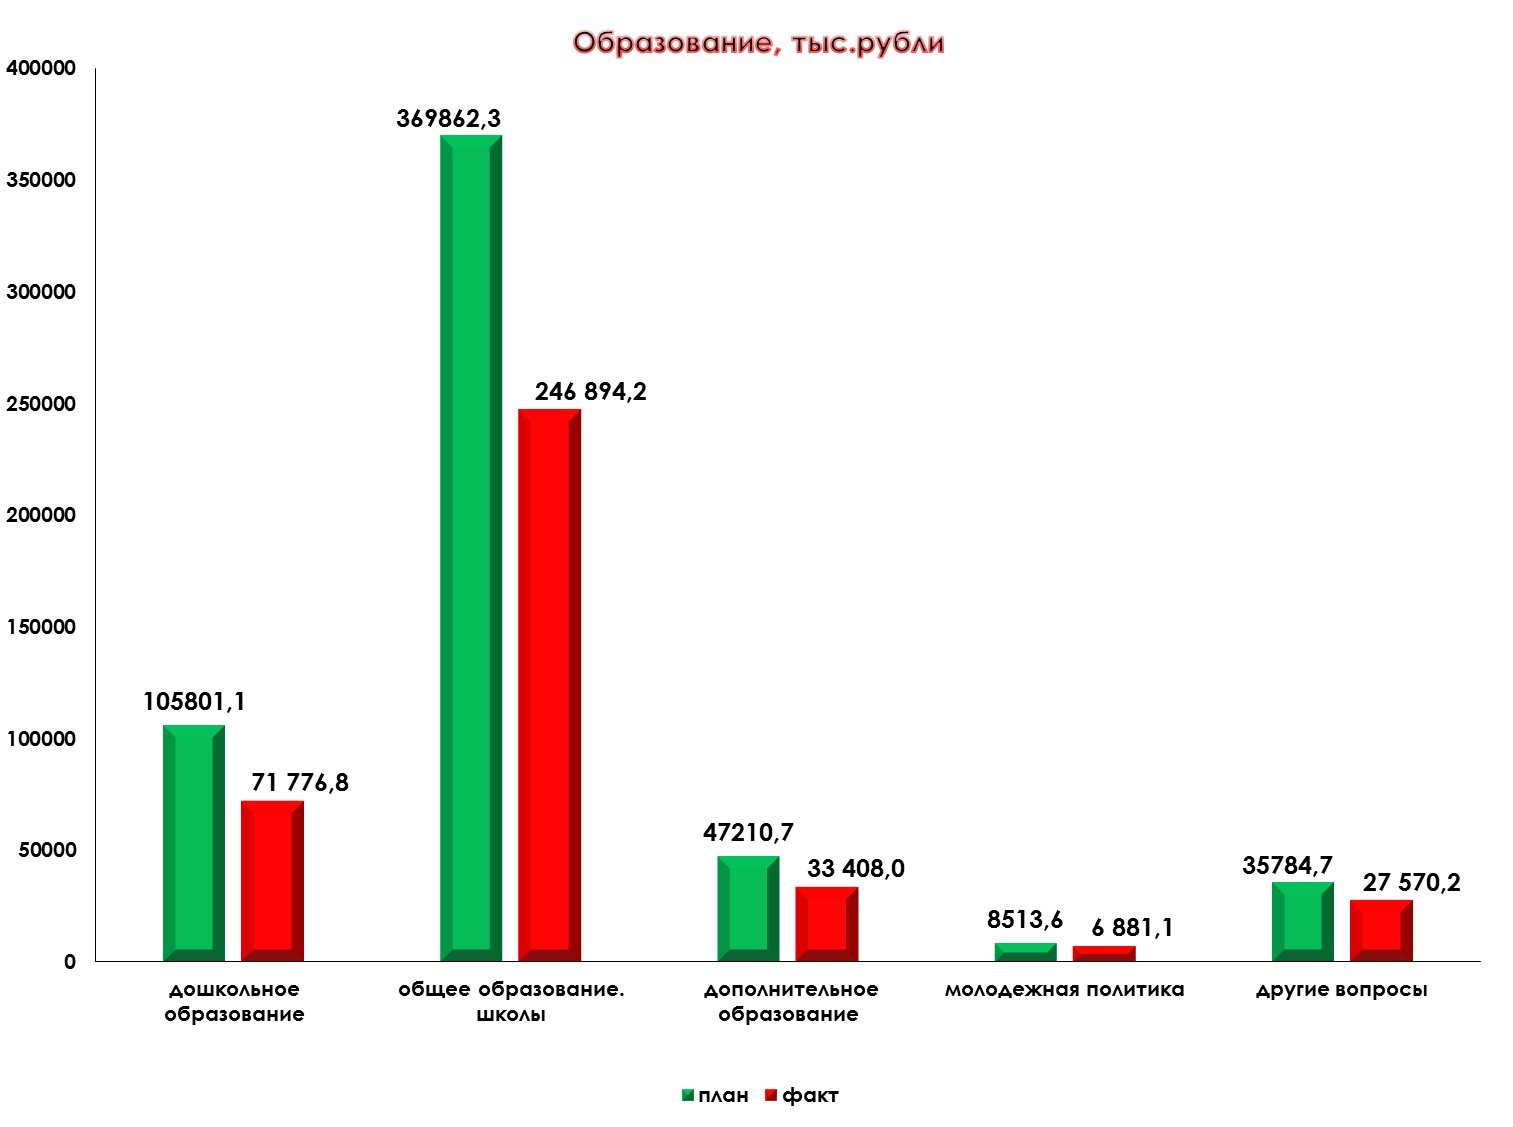 Образование, тыс.рубли
400000
350000
300000
250000
200000
150000
100000
50000
0
105801,1
71 776,8
369862,3
246 894,2
47210,7
33 408,0
8513,6
6 881,1
35784,7
27 570,2
дошкольное
образование
общее образование.
школы
дополнительное
образование
молодежная политика
другие вопросы
план
факт